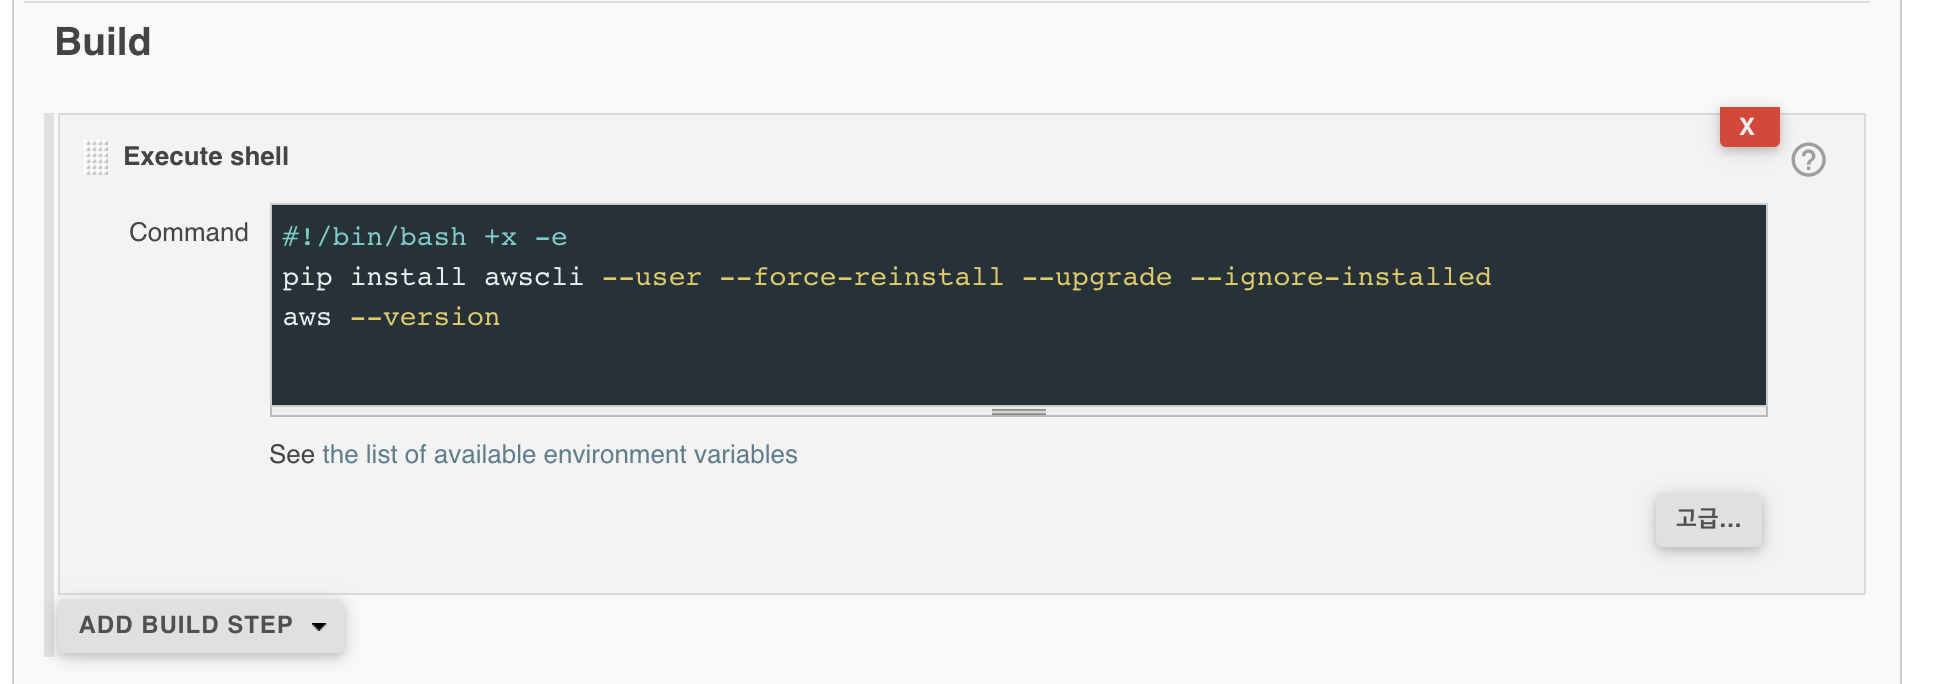 Build
X
Execute shell
?
Command
#!/bin/bash +x -e
pip install awscli --user --force-reinstall --upgrade --ignore-installed
aws --version
See the list of available environment variables
고급...
ADD BUILD STEP